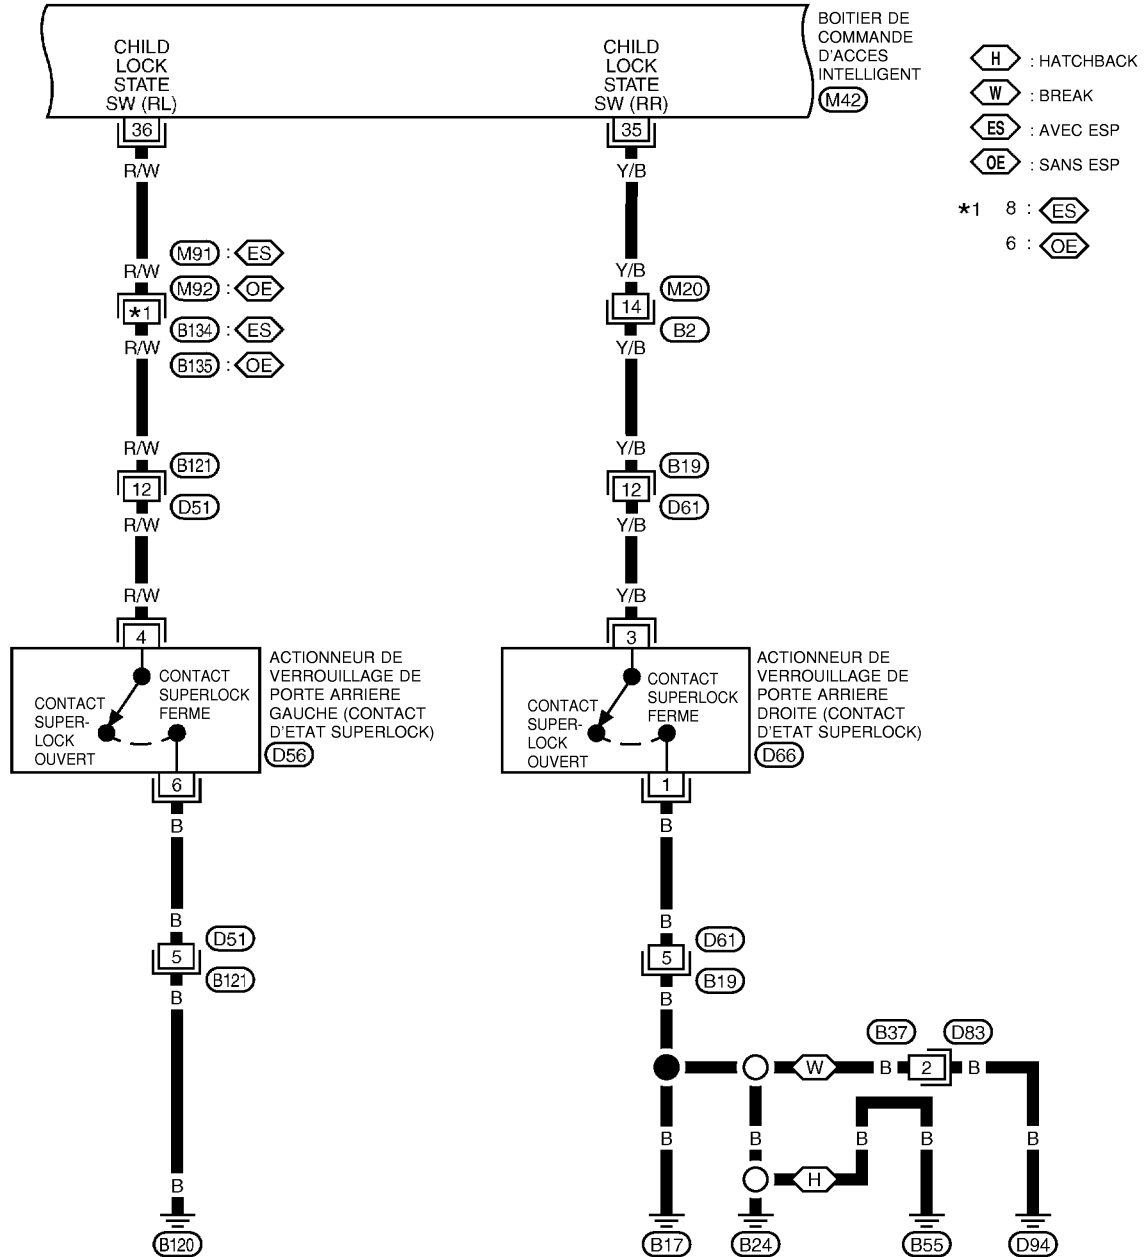 CHILD
LOCK
STATE
SW (RL)
36
CHILD
LOCK
STATE
SW (RR)
35
BOITIER DE
COMMANDE
D'ACCES
INTELLIGENT
M42
H : HATCHBACK
W : BREAK
ES : AVEC ESP
OE : SANS ESP
*1 8 : ES
6 : OE
R/W
Y/B
M91 : ES
R/W
M92 : OE
*1
B134 : ES
R/W
B135 : OE
Y/B
M20
14
B2
Y/B
R/W
B121
12
D51
R/W
Y/B
B19
12
D61
Y/B
R/W
Y/B
4
3
CONTACT
SUPERLOCK
FERME
CONTACT
SUPER-
LOCK
OUVERT
ACTIONNEUR DE
VERROUILLAGE DE
PORTE ARRIERE
GAUCHE (CONTACT
D'ETAT SUPERLOCK)
D56
CONTACT
SUPERLOCK
FERME
CONTACT
SUPER-
LOCK
OUVERT
ACTIONNEUR DE
VERROUILLAGE DE
PORTE ARRIERE
DROITE (CONTACT
D'ETAT SUPERLOCK)
D66
6
1
B
B
B
D51
5
B121
B
B
D61
5
B19
B
B37
D83
W
B
2
B
B
B
B
B
B
H
B
B120
B17
B24
B55
D94